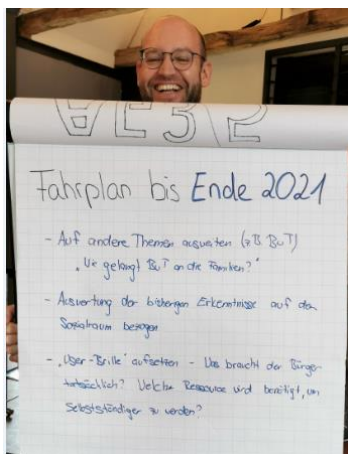 Fahrplan bis Ende 2021
- Auf andere Themen ausweiten (zB BuT)
"Wie gelangt BuT an die Familien?"
- Auswertung der bisherigen Erkenntnisse auf den
Sozialraum bezogen
- "User-Brille" aufsetzen - Was braucht der Bürger
tatsächlich? Welche Ressource wird benötigt, um
Selbstständiger zu werden?